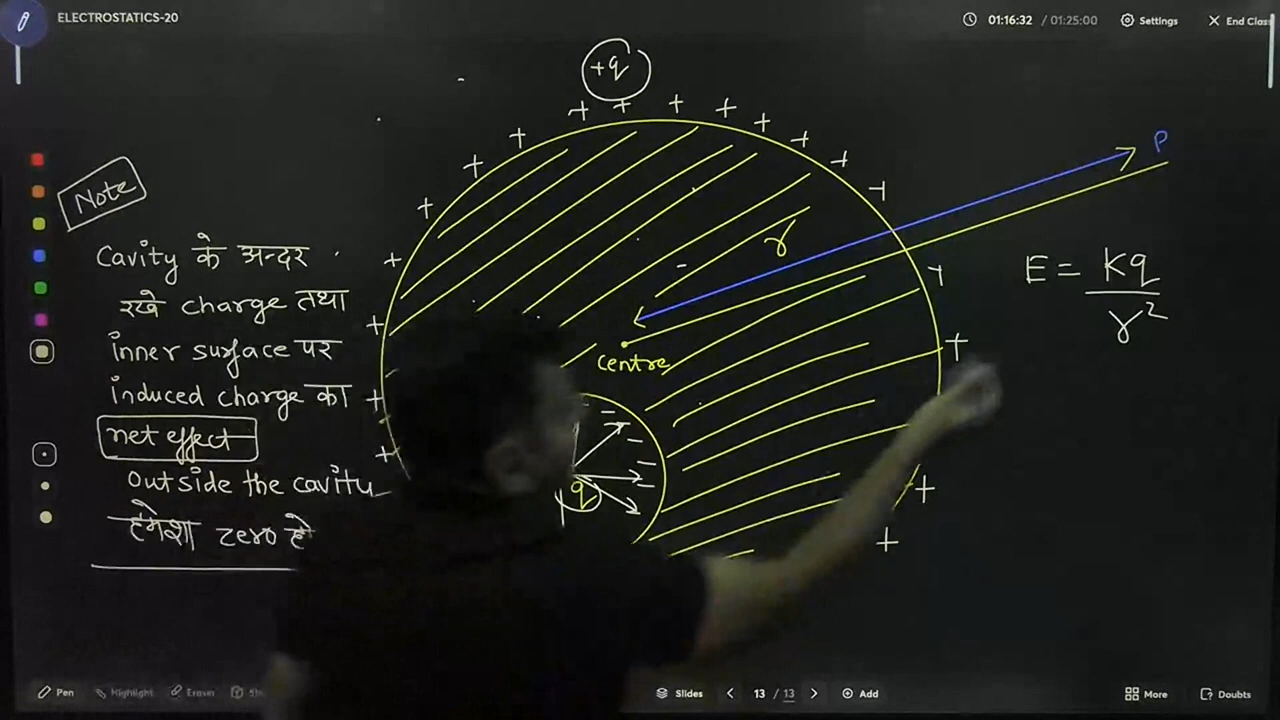 ELECTROSTATICS-20
01:16:32 / 01:25:00
Settings
End Class
+q
Note
Cavity के अन्दर
रखे charge तथा
inner surface पर
induced charge का
net effect
outside the cavity
हमेशा zero है
P
r
Centre
q
E = Kq / r²
Pen
Highlight
Erase
Slides
13 / 13
Add
More
Doubts